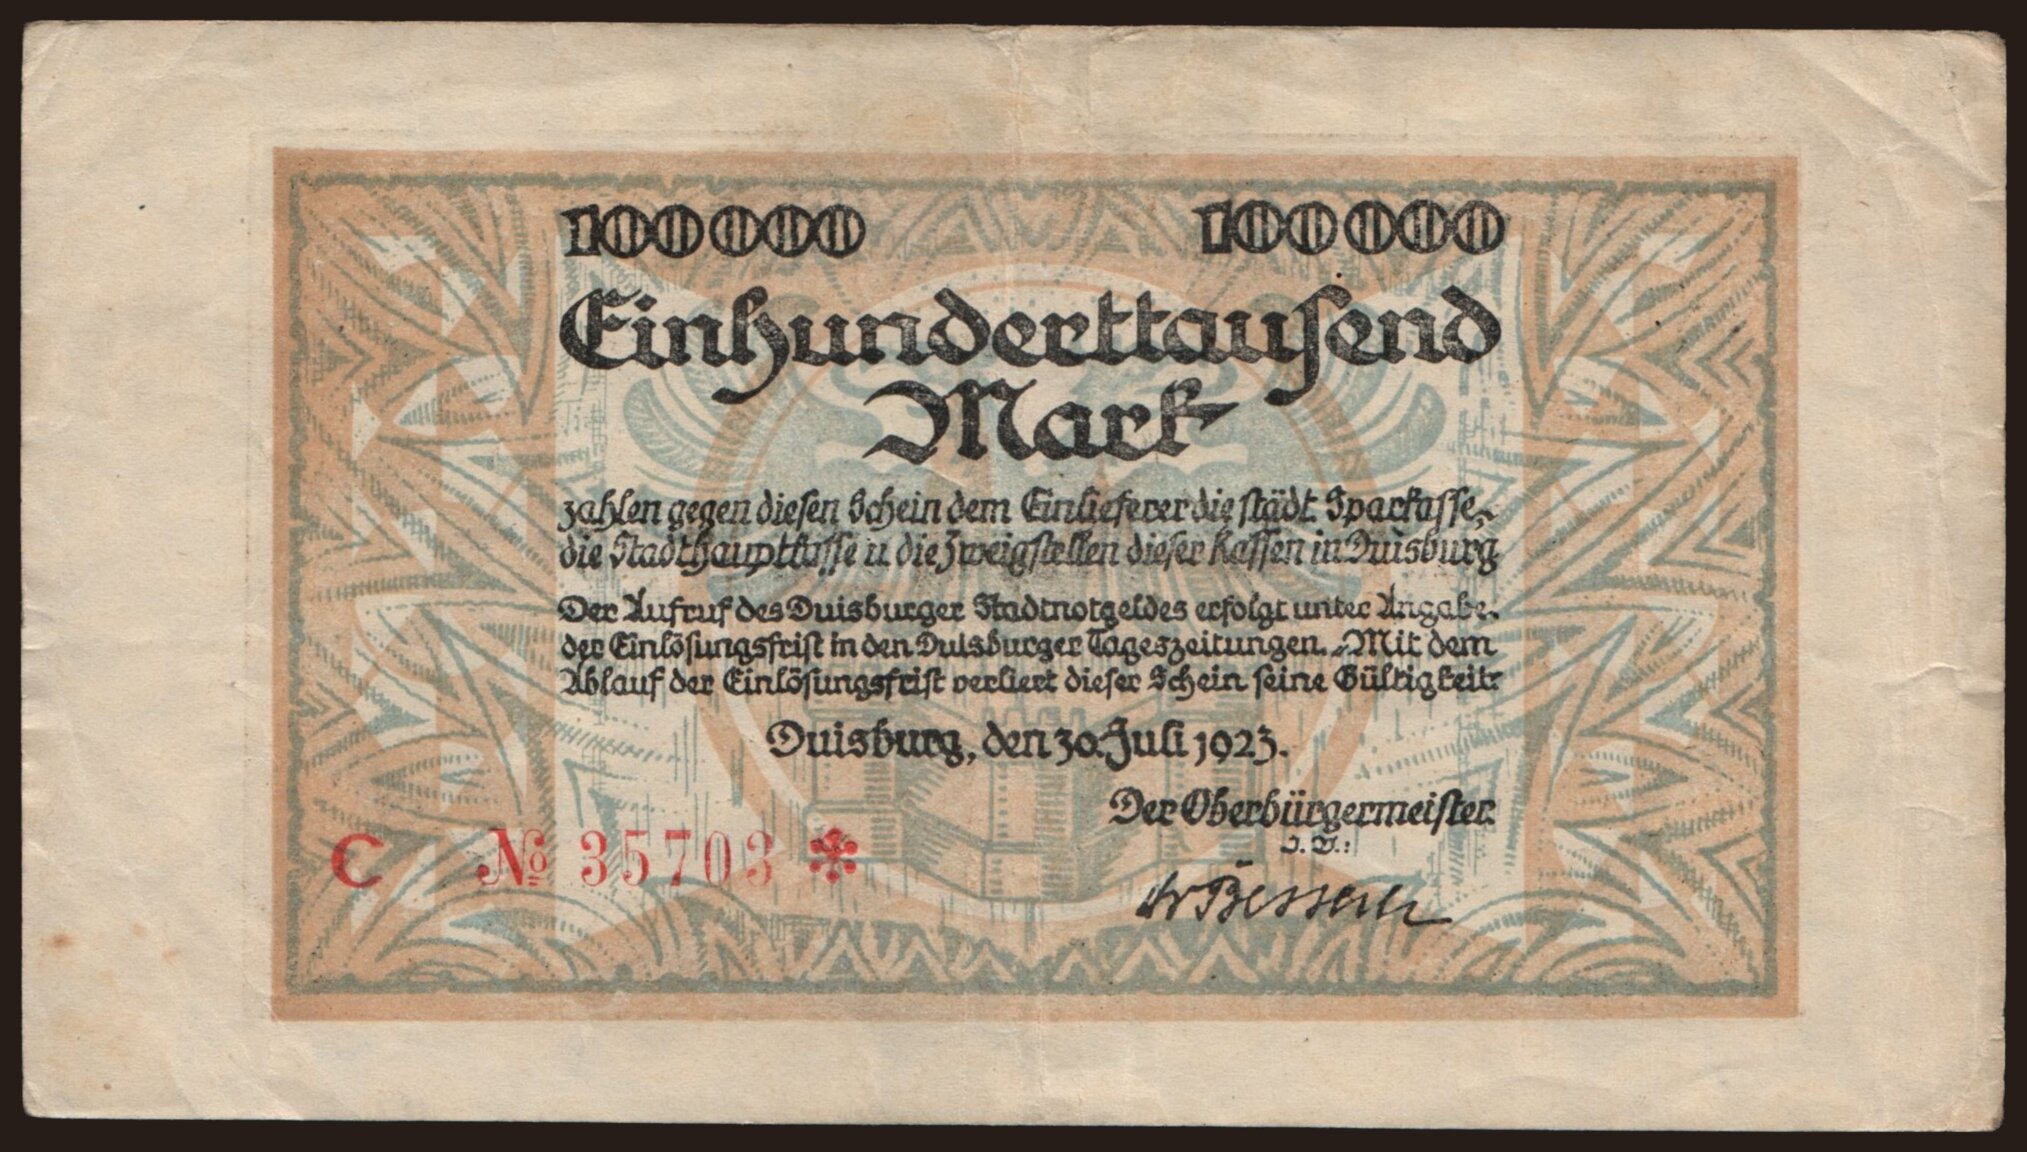 100000 100000
Einhunderttausend
Mark
zahlen gegen diesen Schein dem Einlieferer die städt. Sparkasse,
die Stadthauptkasse u. die Zweigstellen dieser Kassen in Duisburg
Der Aufruf des Duisburger Stadtnotgeldes erfolgt unter Angabe
der Einlösungsfrist in den Duisburger Tageszeitungen. Mit dem
Ablauf der Einlösungsfrist verliert dieser Schein seine Gültigkeit.
Duisburg, den 30. Juli 1923.
Der Oberbürgermeister.
J. V.:
C No 35703 *